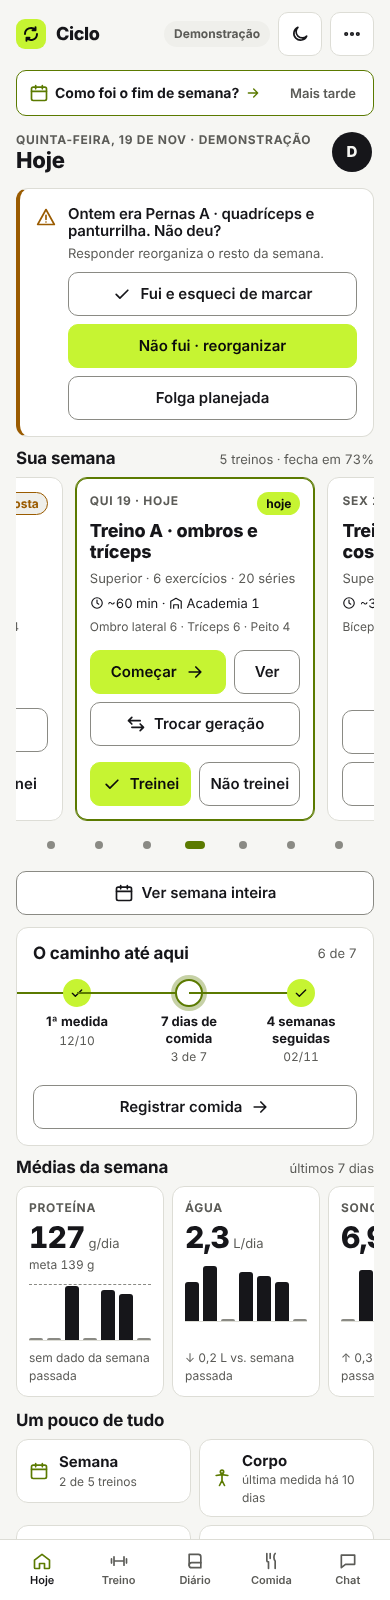 Ciclo
Demonstração
Como foi o fim de semana? →
Mais tarde
QUINTA-FEIRA, 19 DE NOV · DEMONSTRAÇÃO
Hoje
D
Ontem era Pernas A · quadríceps e
panturrilha. Não deu?
Responder reorganiza o resto da semana.
Fui e esqueci de marcar
Não fui · reorganizar
Folga planejada
Sua semana
5 treinos · fecha em 73%
osta
QUI 19 · HOJE
hoje
SEX
Treino A · ombros e
tríceps
Superior · 6 exercícios · 20 séries
~60 min · Academia 1
Ombro lateral 6 · Tríceps 6 · Peito 4
Começar →
Ver
Trocar geração
nei
Treinei
Não treinei
Trei
cos
Supe
~3
Bícep
Ver semana inteira
O caminho até aqui
6 de 7
1ª medida
12/10
7 dias de
comida
3 de 7
4 semanas
seguidas
02/11
Registrar comida →
Médias da semana
últimos 7 dias
PROTEÍNA
127 g/dia
meta 139 g
sem dado da semana
passada
ÁGUA
2,3 L/dia
↓ 0,2 L vs. semana
passada
SONO
6,9
↑ 0,3
passa
Um pouco de tudo
Semana
2 de 5 treinos
Corpo
última medida há 10
dias
Hoje
Treino
Diário
Comida
Chat